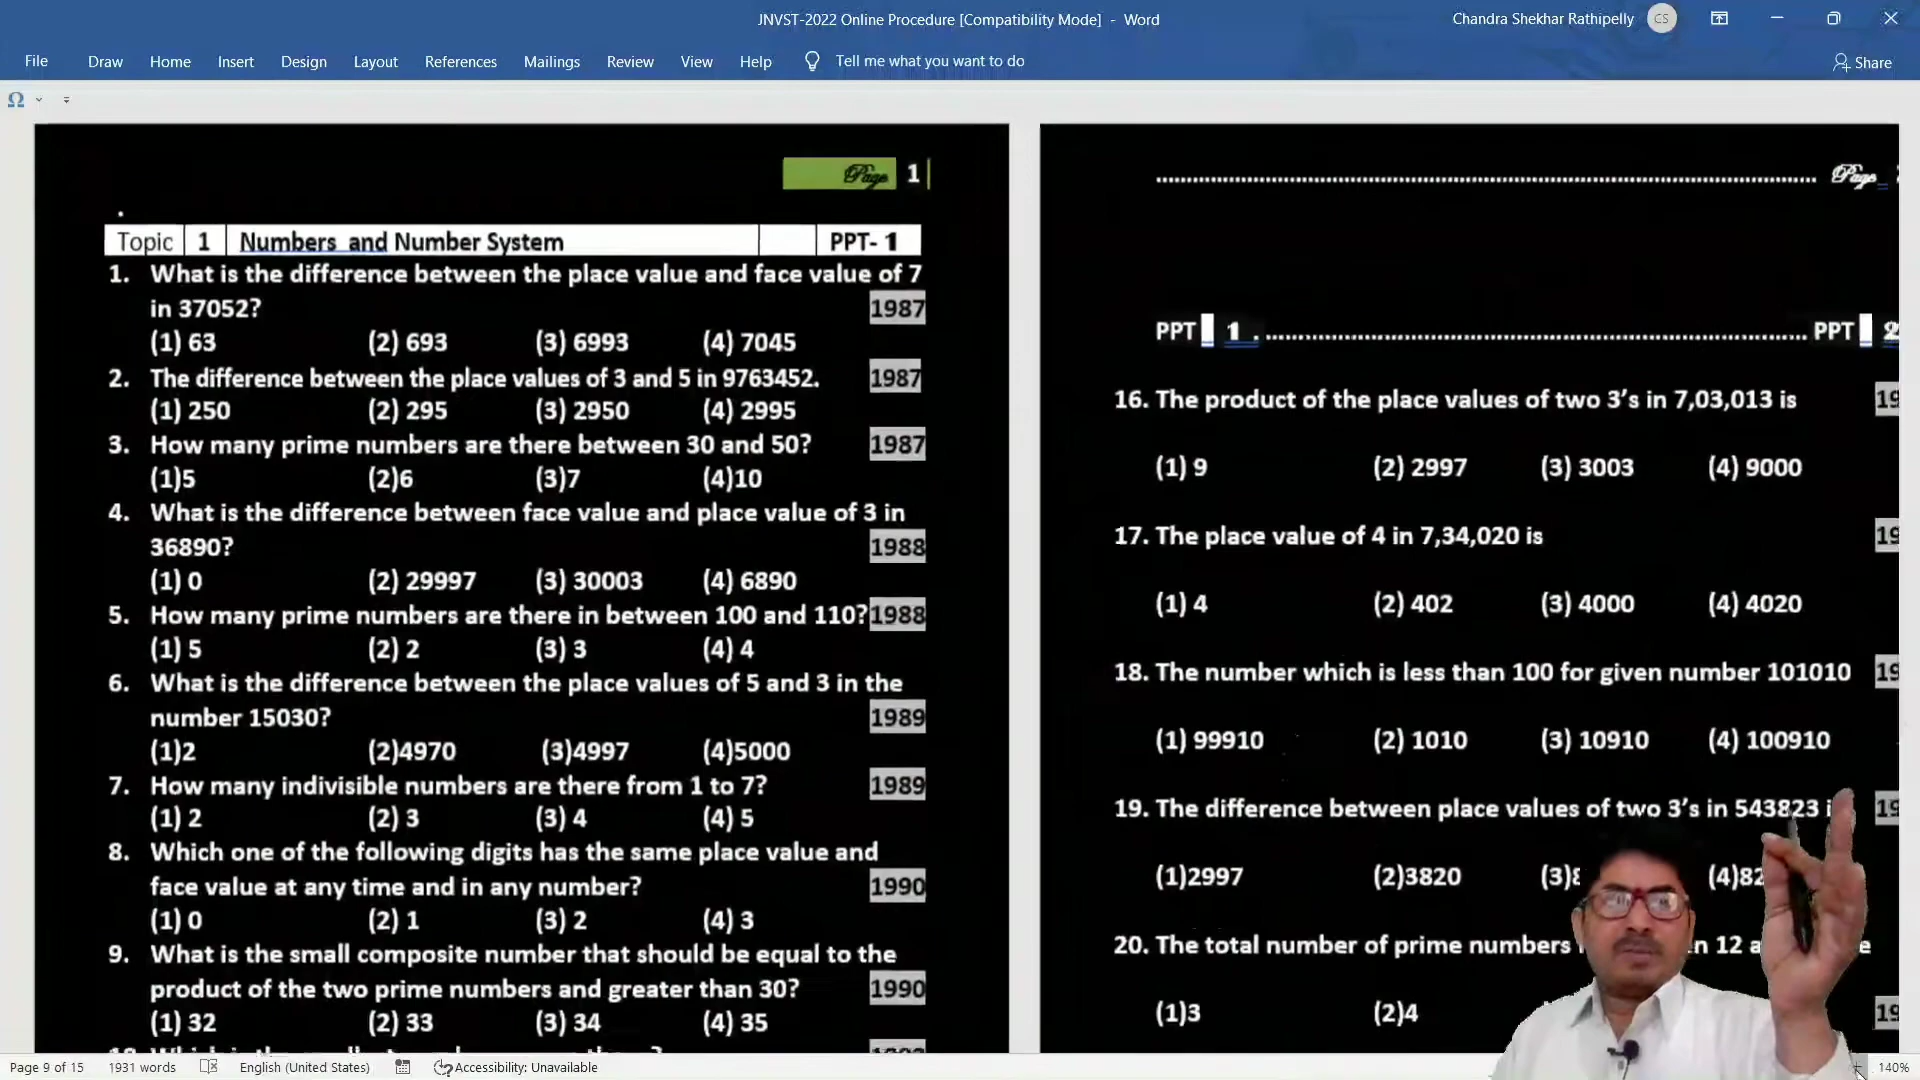 JNVST-2022 Online Procedure [Compatibility Mode] - Word
Chandra Shekhar Rathipelly CS
File Draw Home Insert Design Layout References Mailings Review View Help Tell me what you want to do
Share
Page 1
Topic 1 Numbers and Number System PPT- 1
1. What is the difference between the place value and face value of 7
in 37052? 1987
(1) 63 (2) 693 (3) 6993 (4) 7045
2. The difference between the place values of 3 and 5 in 9763452. 1987
(1) 250 (2) 295 (3) 2950 (4) 2995
3. How many prime numbers are there between 30 and 50? 1987
(1)5 (2)6 (3)7 (4)10
4. What is the difference between face value and place value of 3 in
36890? 1988
(1) 0 (2) 29997 (3) 30003 (4) 6890
5. How many prime numbers are there in between 100 and 110? 1988
(1) 5 (2) 2 (3) 3 (4) 4
6. What is the difference between the place values of 5 and 3 in the
number 15030? 1989
(1)2 (2)4970 (3)4997 (4)5000
7. How many indivisible numbers are there from 1 to 7? 1989
(1) 2 (2) 3 (3) 4 (4) 5
8. Which one of the following digits has the same place value and
face value at any time and in any number? 1990
(1) 0 (2) 1 (3) 2 (4) 3
9. What is the small composite number that should be equal to the
product of the two prime numbers and greater than 30? 1990
(1) 32 (2) 33 (3) 34 (4) 35
Page
PPT 1 . PPT 2
16. The product of the place values of two 3’s in 7,03,013 is 19
(1) 9 (2) 2997 (3) 3003 (4) 9000
17. The place value of 4 in 7,34,020 is 19
(1) 4 (2) 402 (3) 4000 (4) 4020
18. The number which is less than 100 for given number 101010 19
(1) 99910 (2) 1010 (3) 10910 (4) 100910
19. The difference between place values of two 3’s in 543823 19
(1)2997 (2)3820 (3) (4)82
20. The total number of prime numbers 12
(1)3 (2)4 19
Page 9 of 15 1931 words English (United States) Accessibility: Unavailable 140%